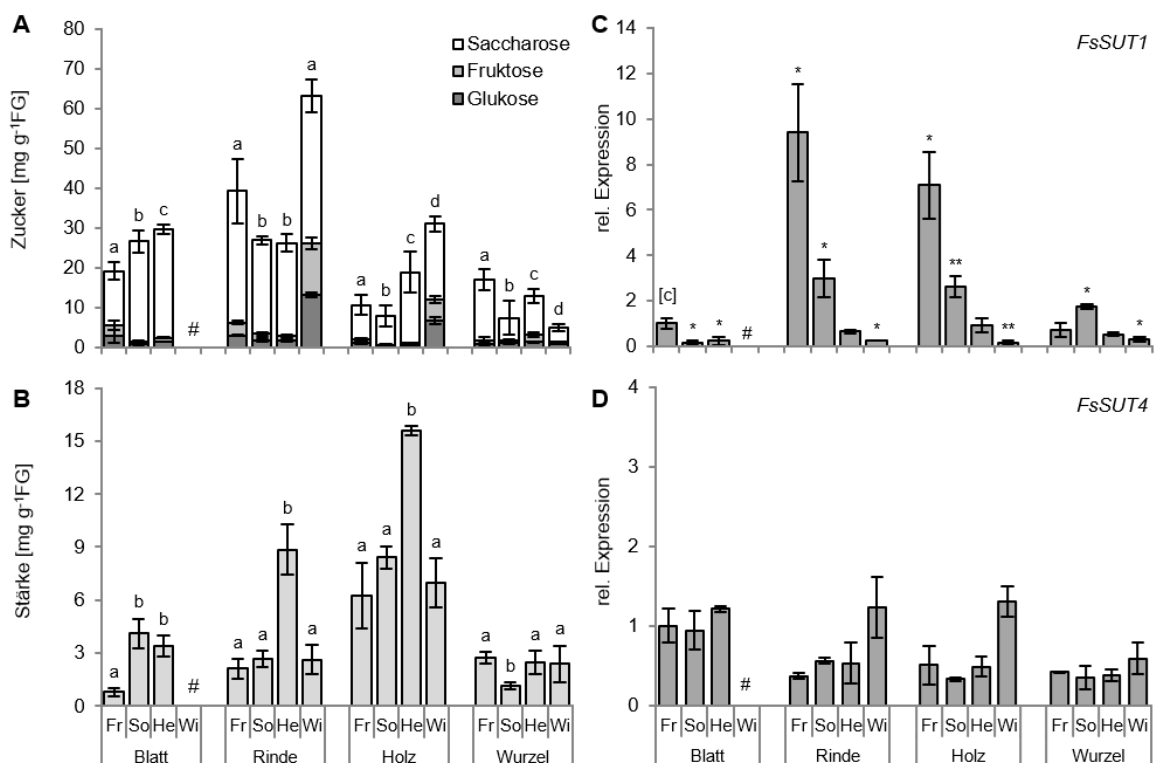 A
Zucker [mg g-1FG]
80
70
60
50
40
30
20
10
0
Saccharose
Fruktose
Glukose
a
b
c
#
a
b
b
a
a
b
c
d
a
b
c
d
C
FsSUT1
rel. Expression
14
12
10
8
6
4
2
0
[c]
*
*
#
*
*
*
*
**
**
*
*
B
Stärke [mg g-1FG]
18
15
12
9
6
3
0
a
b
b
#
a
a
b
a
a
a
b
a
a
b
a
a
Fr So He Wi Fr So He Wi Fr So He Wi Fr So He Wi
Blatt Rinde Holz Wurzel
D
FsSUT4
rel. Expression
4
3
2
1
0
#
Fr So He Wi Fr So He Wi Fr So He Wi Fr So He Wi
Blatt Rinde Holz Wurzel